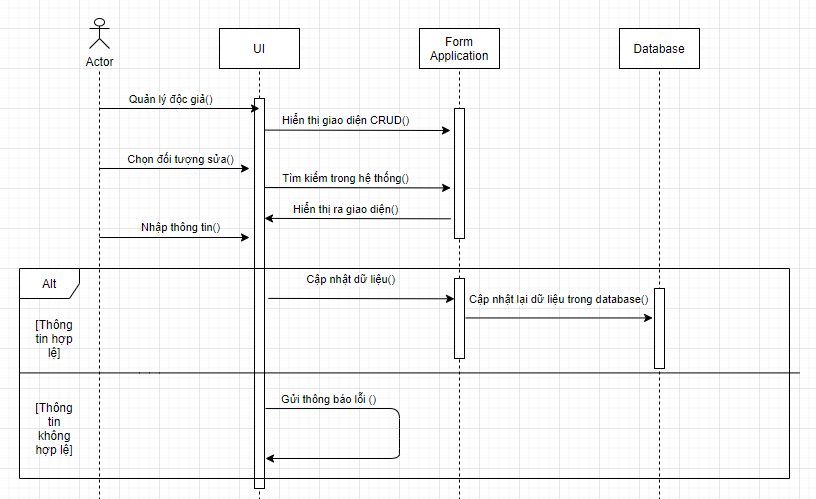 Actor
UI
Form
Application
Database
Quản lý độc giả()
Hiển thị giao diện CRUD()
Chọn đối tượng sửa()
Tìm kiếm trong hệ thống()
Hiển thị ra giao diện()
Nhập thông tin()
Alt
Cập nhật dữ liệu()
Cập nhật lại dữ liệu trong database()
[Thông
tin hợp
lệ]
Gửi thông báo lỗi ()
[Thông
tin
không
hợp lệ]